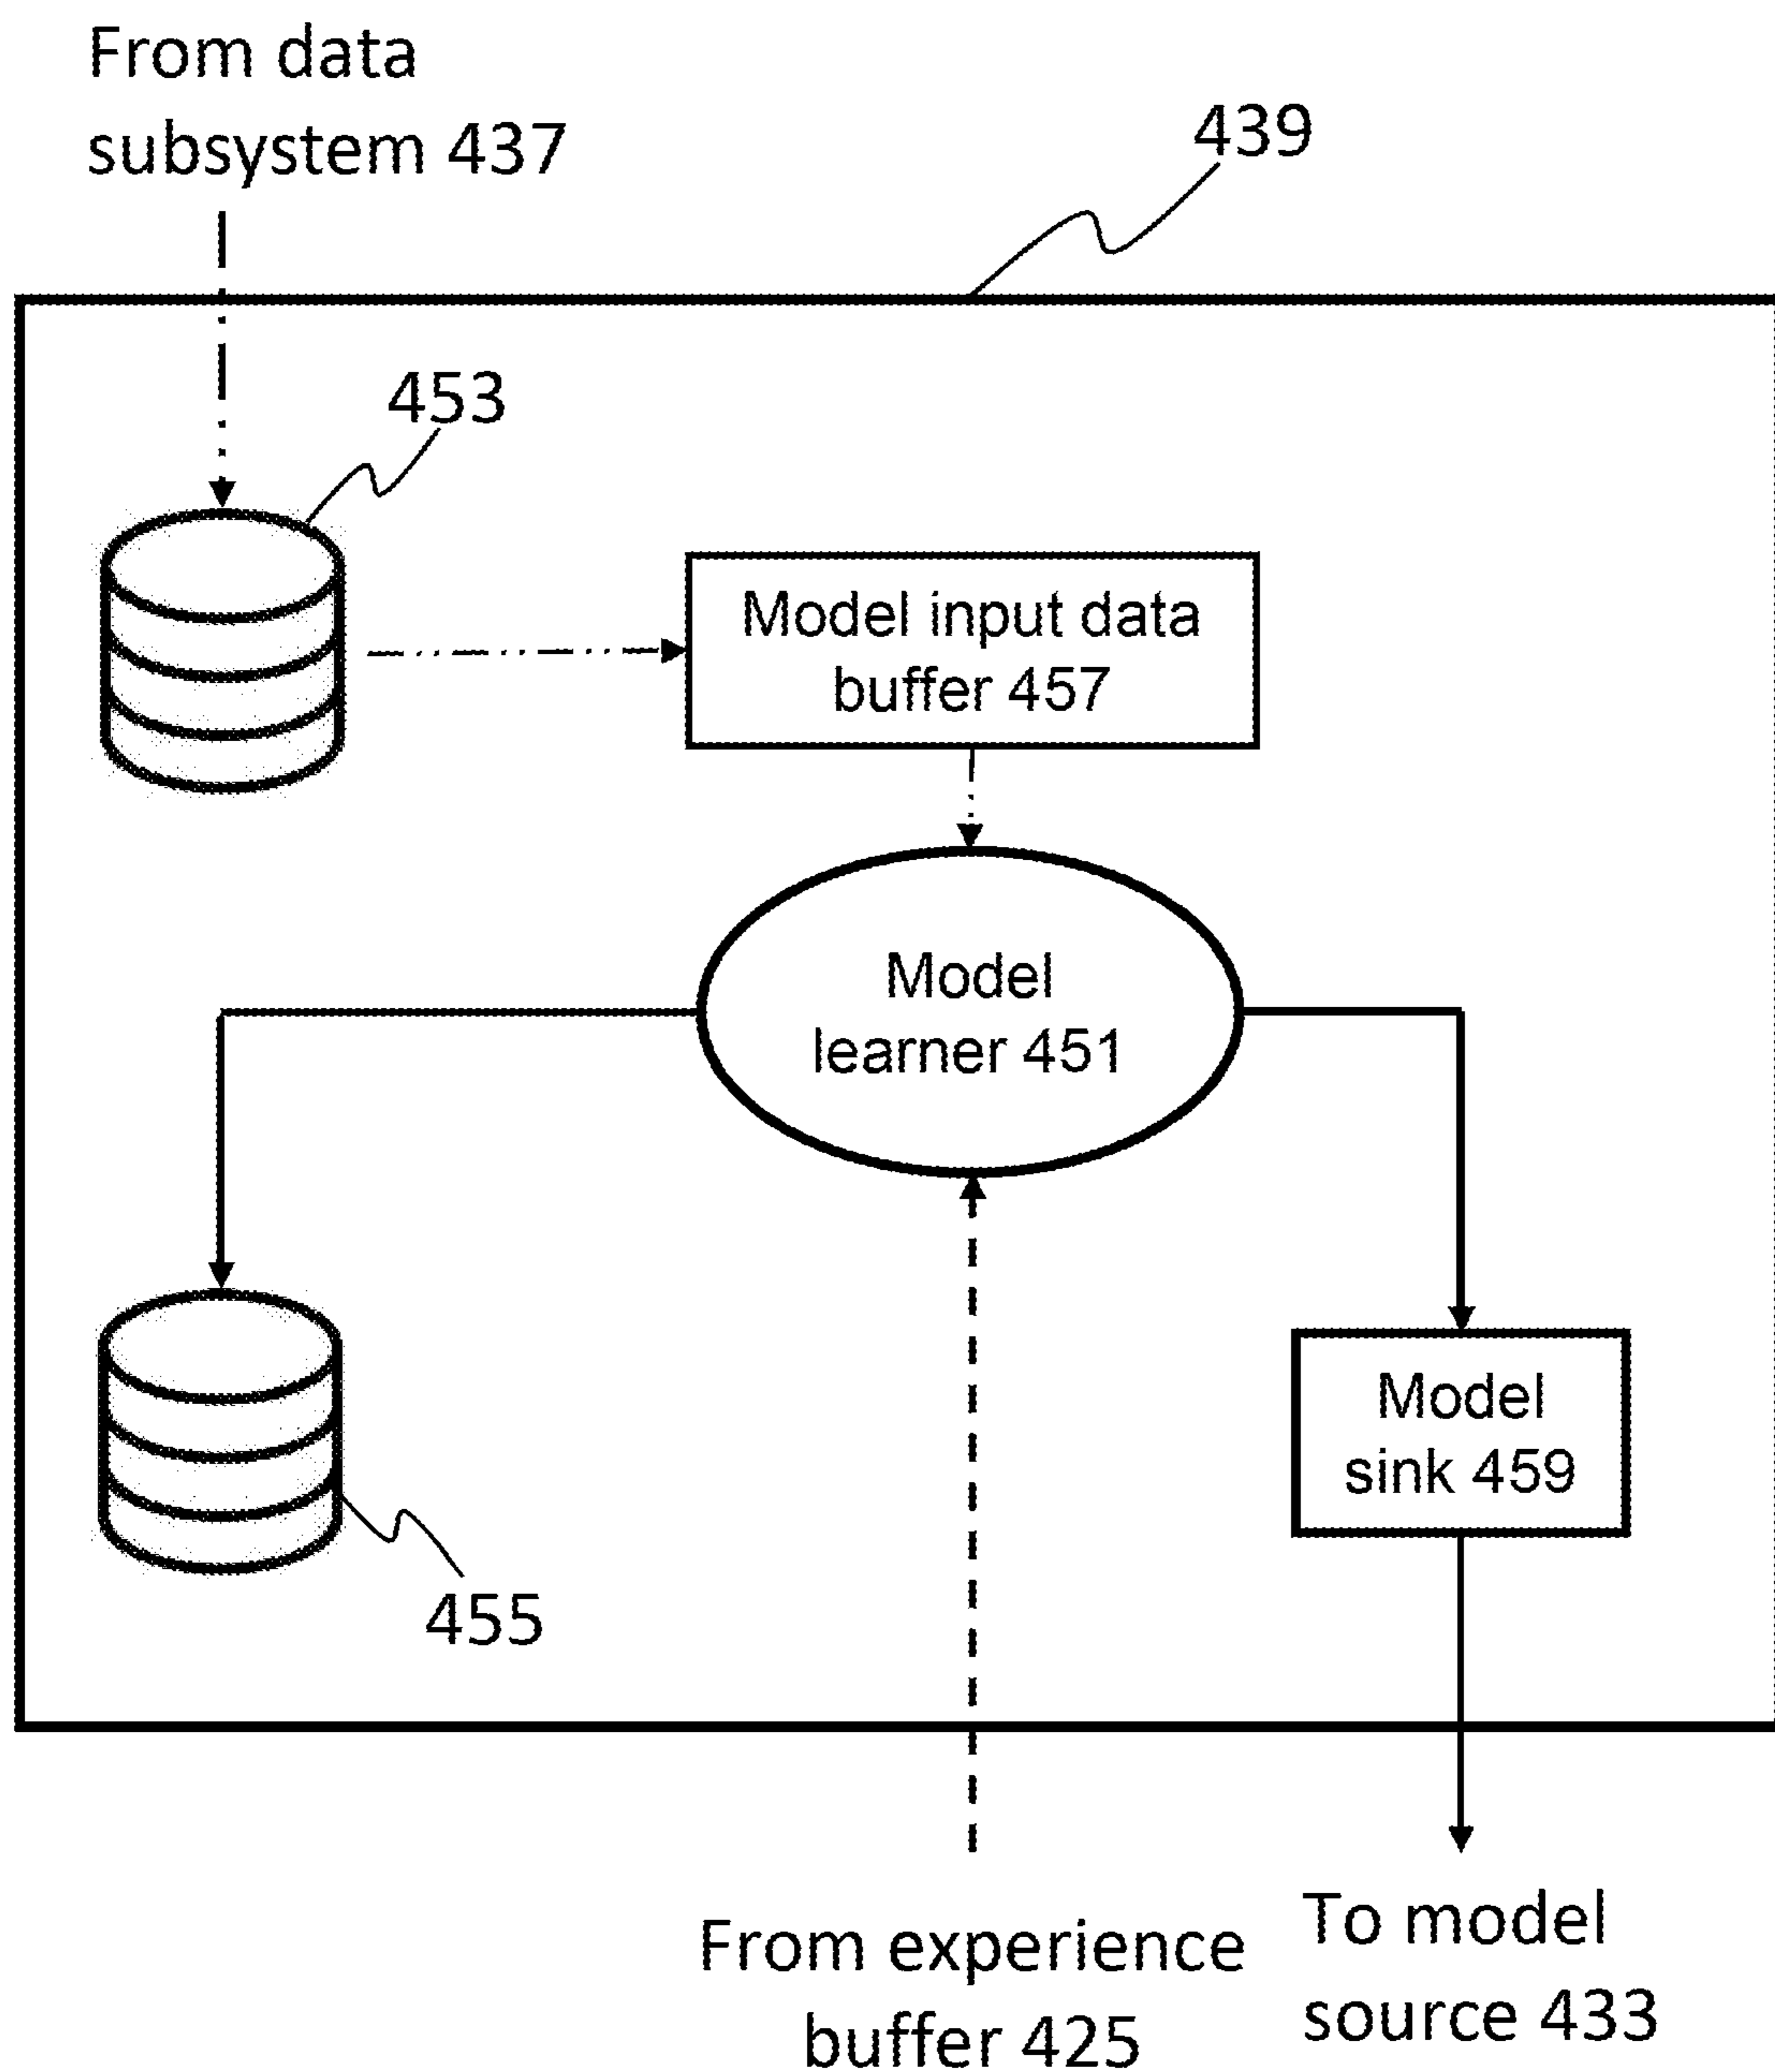 From data
subsystem 437
439
453
Model input data
buffer 457
Model
learner 451
Model
sink 459
455
From experience
buffer 425
To model
source 433